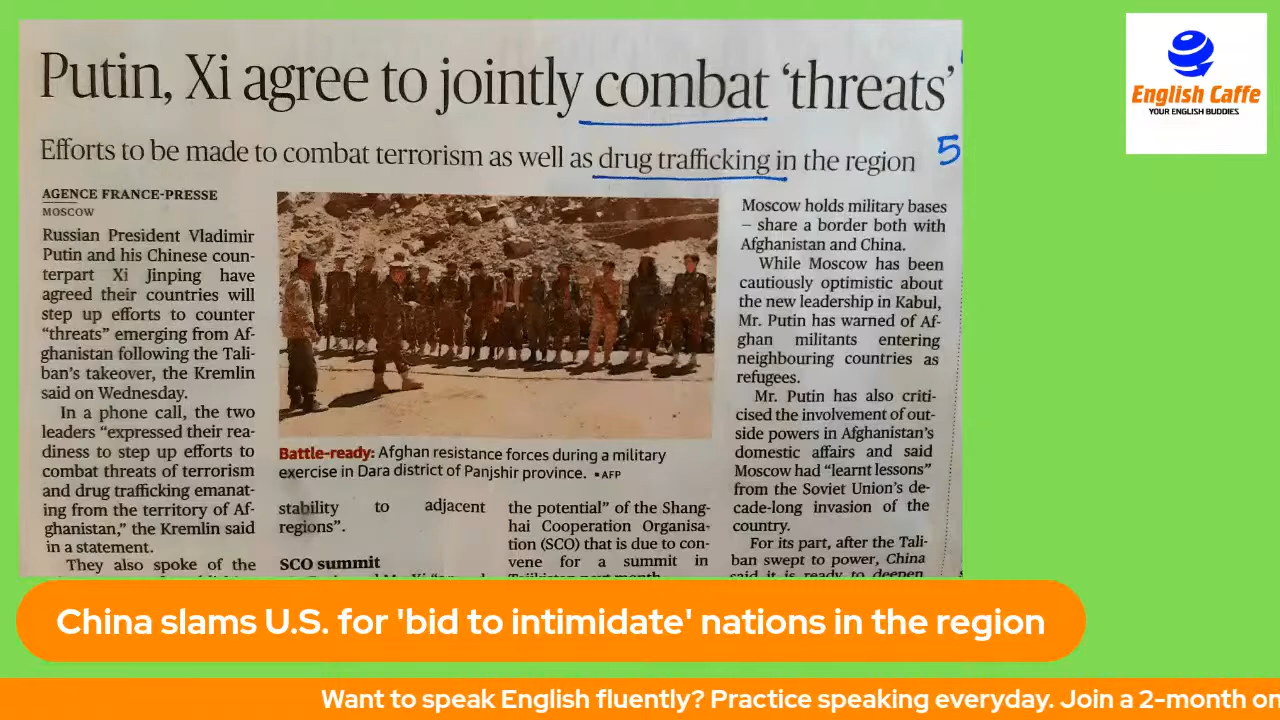 Putin, Xi agree to jointly combat ‘threats’
Efforts to be made to combat terrorism as well as drug trafficking in the region
5
AGENCE FRANCE-PRESSE
MOSCOW
Russian President Vladimir
Putin and his Chinese coun-
terpart Xi Jinping have
agreed their countries will
step up efforts to counter
“threats” emerging from Af-
ghanistan following the Tali-
ban’s takeover, the Kremlin
said on Wednesday.
In a phone call, the two
leaders “expressed their rea-
diness to step up efforts to
combat threats of terrorism
and drug trafficking emanat-
ing from the territory of Af-
ghanistan,” the Kremlin said
in a statement.
They also spoke of the
Battle-ready: Afghan resistance forces during a military
exercise in Dara district of Panjshir province. ▪AFP
stability to adjacent
regions”.
SCO summit
the potential” of the Shang-
hai Cooperation Organisa-
tion (SCO) that is due to con-
vene for a summit in
Tajikistan next month.
Moscow holds military bases
– share a border both with
Afghanistan and China.
While Moscow has been
cautiously optimistic about
the new leadership in Kabul,
Mr. Putin has warned of Af-
ghan militants entering
neighbouring countries as
refugees.
Mr. Putin has also criti-
cised the involvement of out-
side powers in Afghanistan’s
domestic affairs and said
Moscow had “learnt lessons”
from the Soviet Union’s de-
cade-long invasion of the
country.
For its part, after the Tali-
ban swept to power, China
said it is ready to deepen
English Caffe
YOUR ENGLISH BUDDIES
China slams U.S. for 'bid to intimidate' nations in the region
Want to speak English fluently? Practice speaking everyday. Join a 2-month on